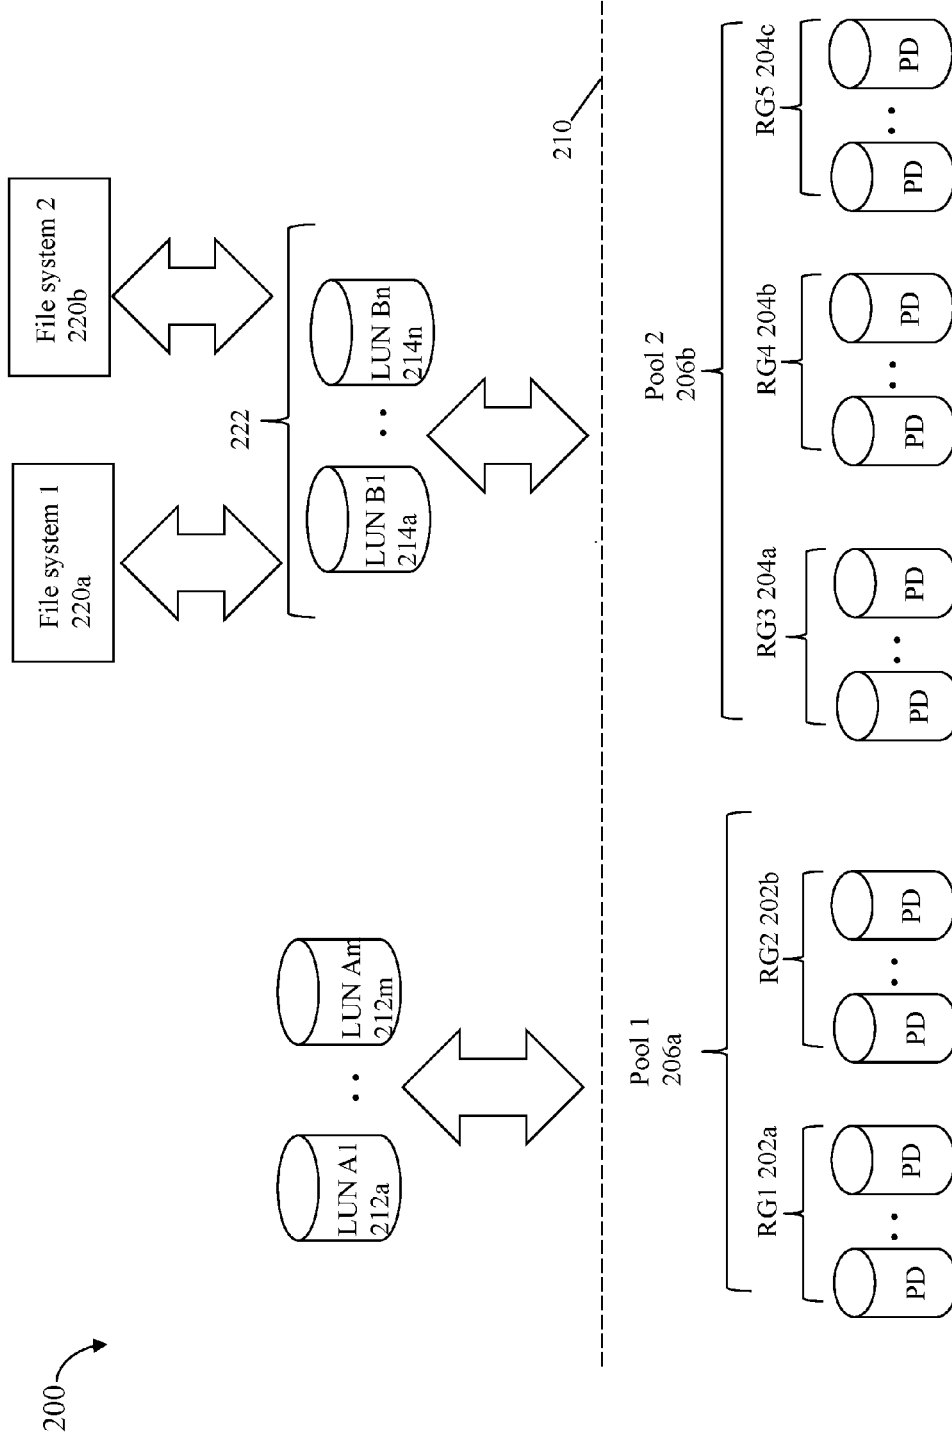 200
File system 1
220a
File system 2
220b
222
LUN A1
212a
LUN Am
212m
LUN B1
214a
LUN Bn
214n
210
Pool 1
206a
Pool 2
206b
RG1 202a
RG2 202b
RG3 204a
RG4 204b
RG5 204c
PD
PD
PD
PD
PD
PD
PD
PD
PD
PD